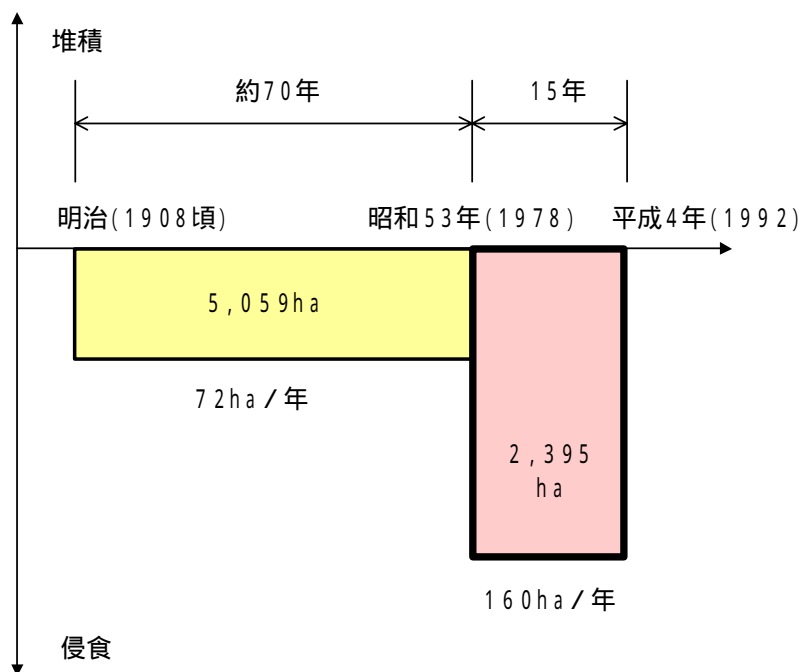 堆積
約70年
15年
明治(1908頃)
昭和53年(1978)
平成4年(1992)
5,059ha
72ha/年
2,395
ha
160ha/年
侵食